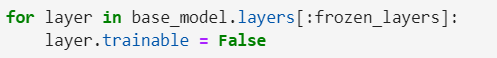 for layer in base_model.layers[:frozen_layers]:
    layer.trainable = False